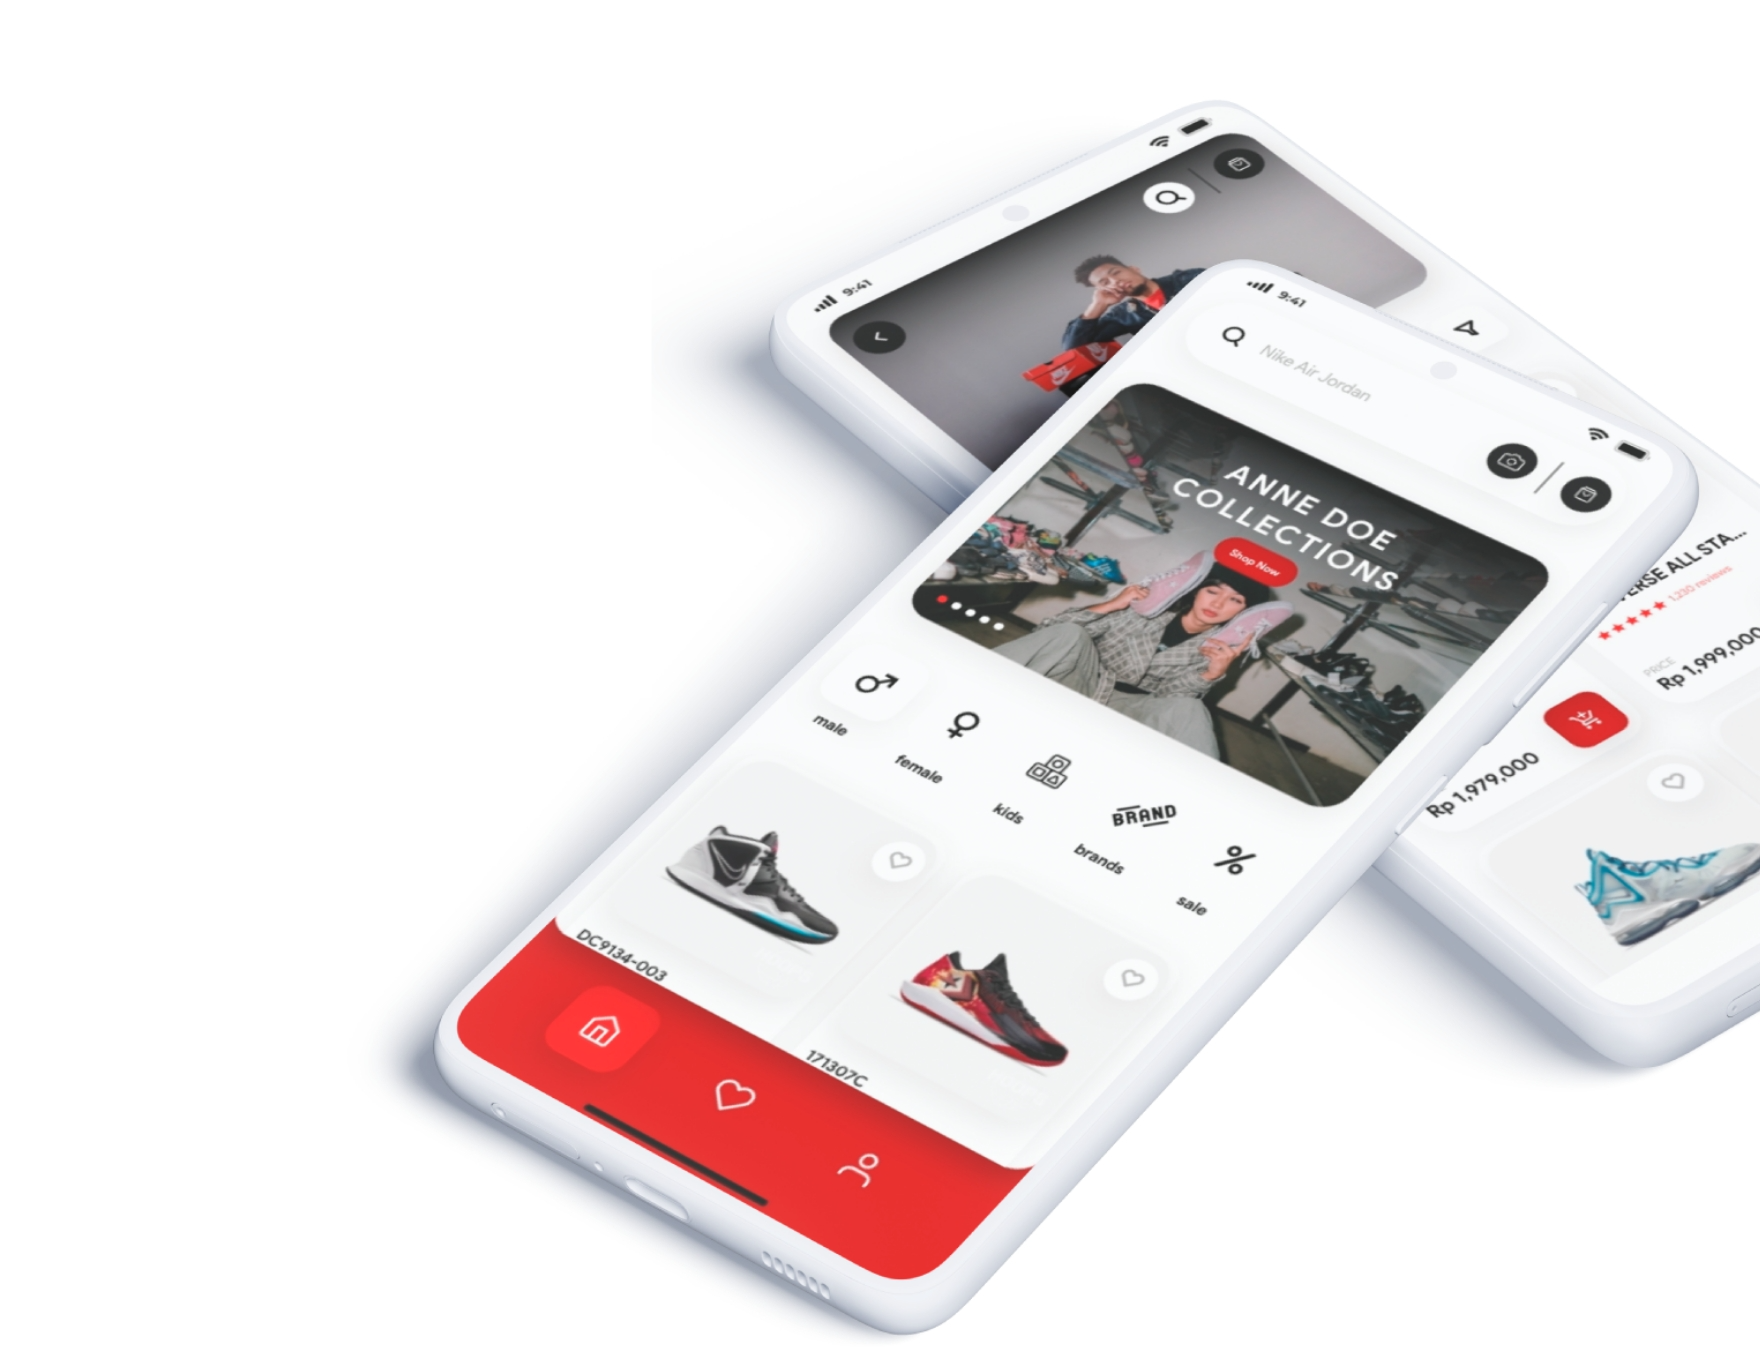 9:41
9:41
Nike Air Jordan
ANNE DOE
COLLECTIONS
Shop Now
male
female
kids
BRAND
brands
sale
DC9134-003
171307C
ERSE ALL STA...
1,230 reviews
PRICE
Rp 1,999,000
Rp 1,979,000